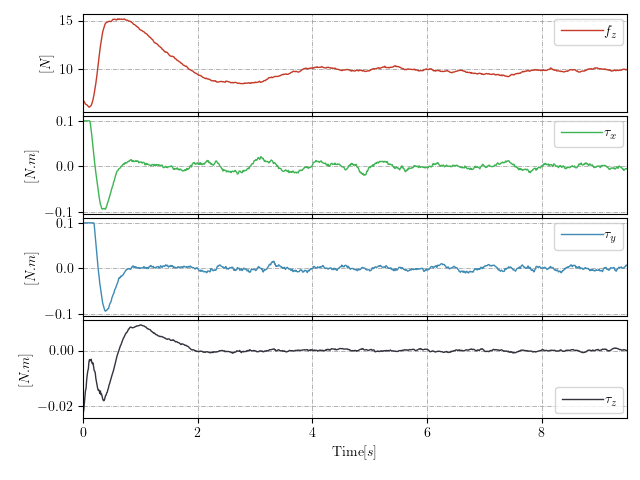 15
10
[N]
f_z
0.1
0.0
−0.1
[N.m]
τ_x
0.1
0.0
−0.1
[N.m]
τ_y
0.00
−0.02
[N.m]
τ_z
0 2 4 6 8
Time[s]